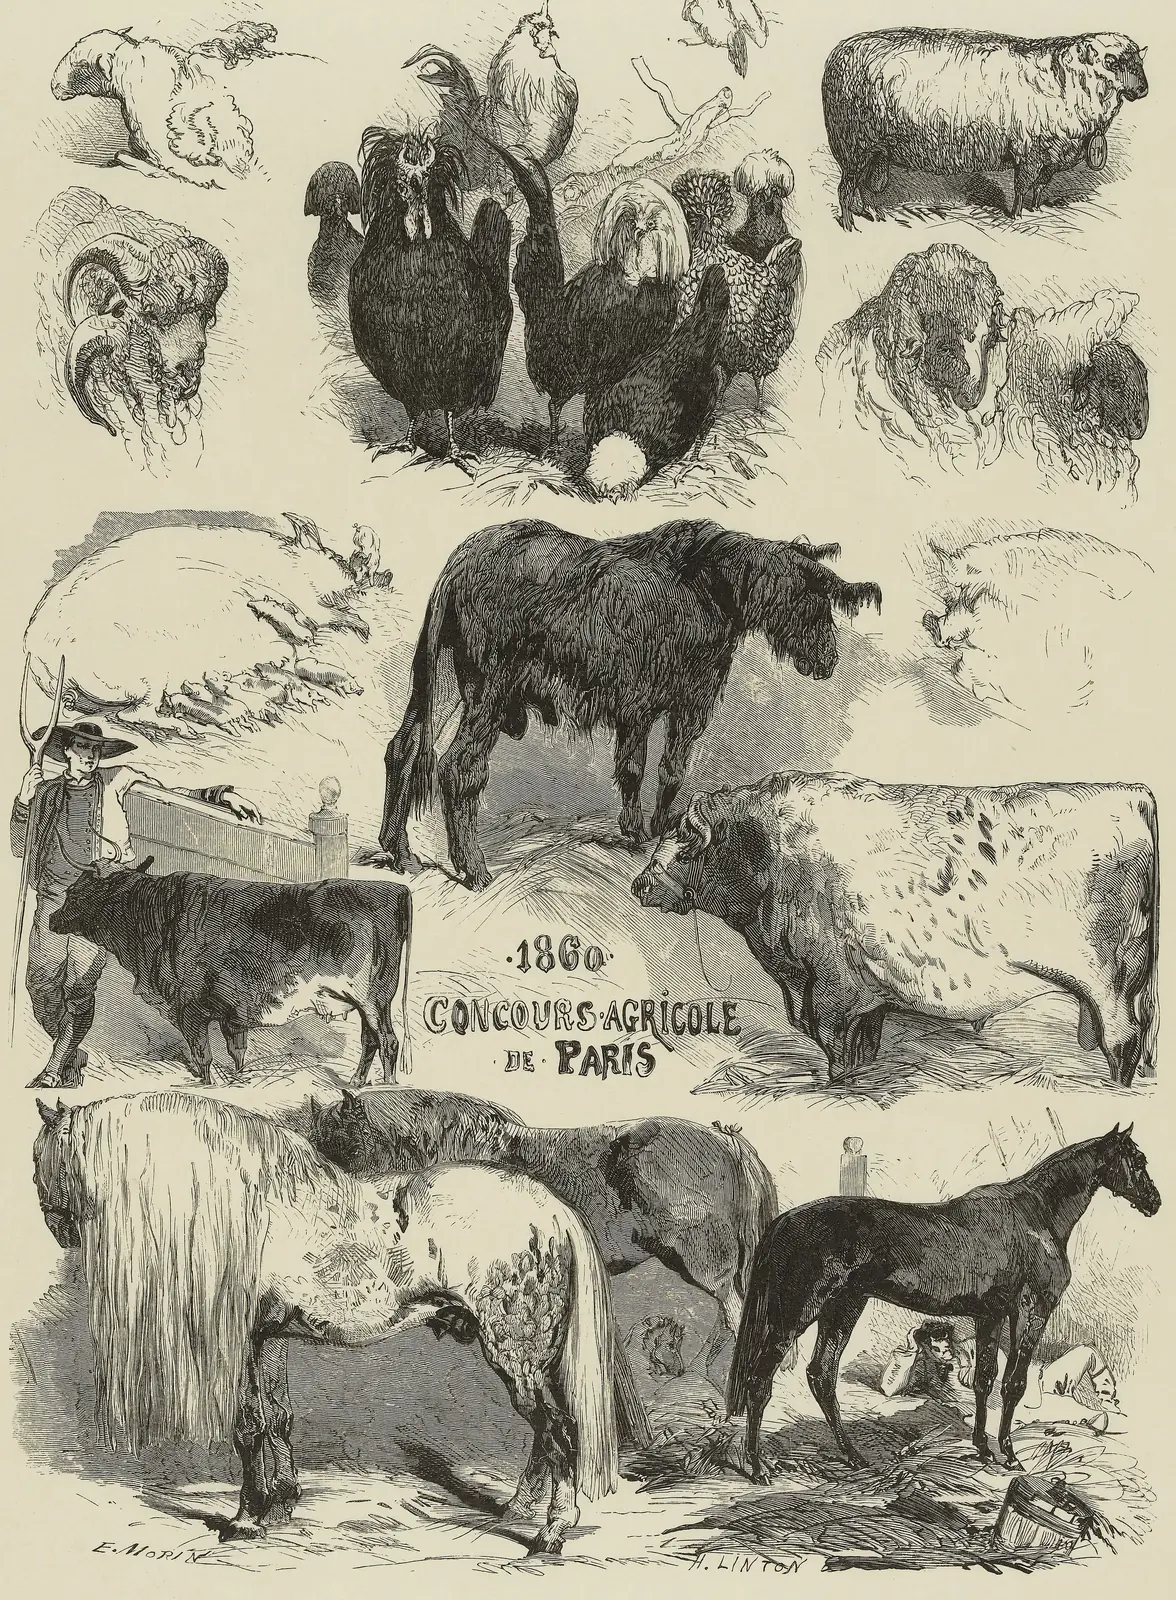 ·1860·
CONCOURS·AGRICOLE
·DE·PARIS
E. MORIN
H. LINTON